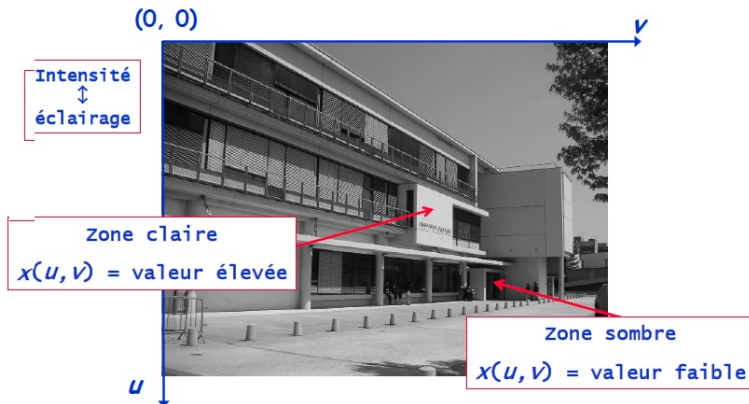 (0, 0)
v
Intensité
↕
éclairage
Zone claire
x(u,v) = valeur élevée
Zone sombre
x(u,v) = valeur faible
u